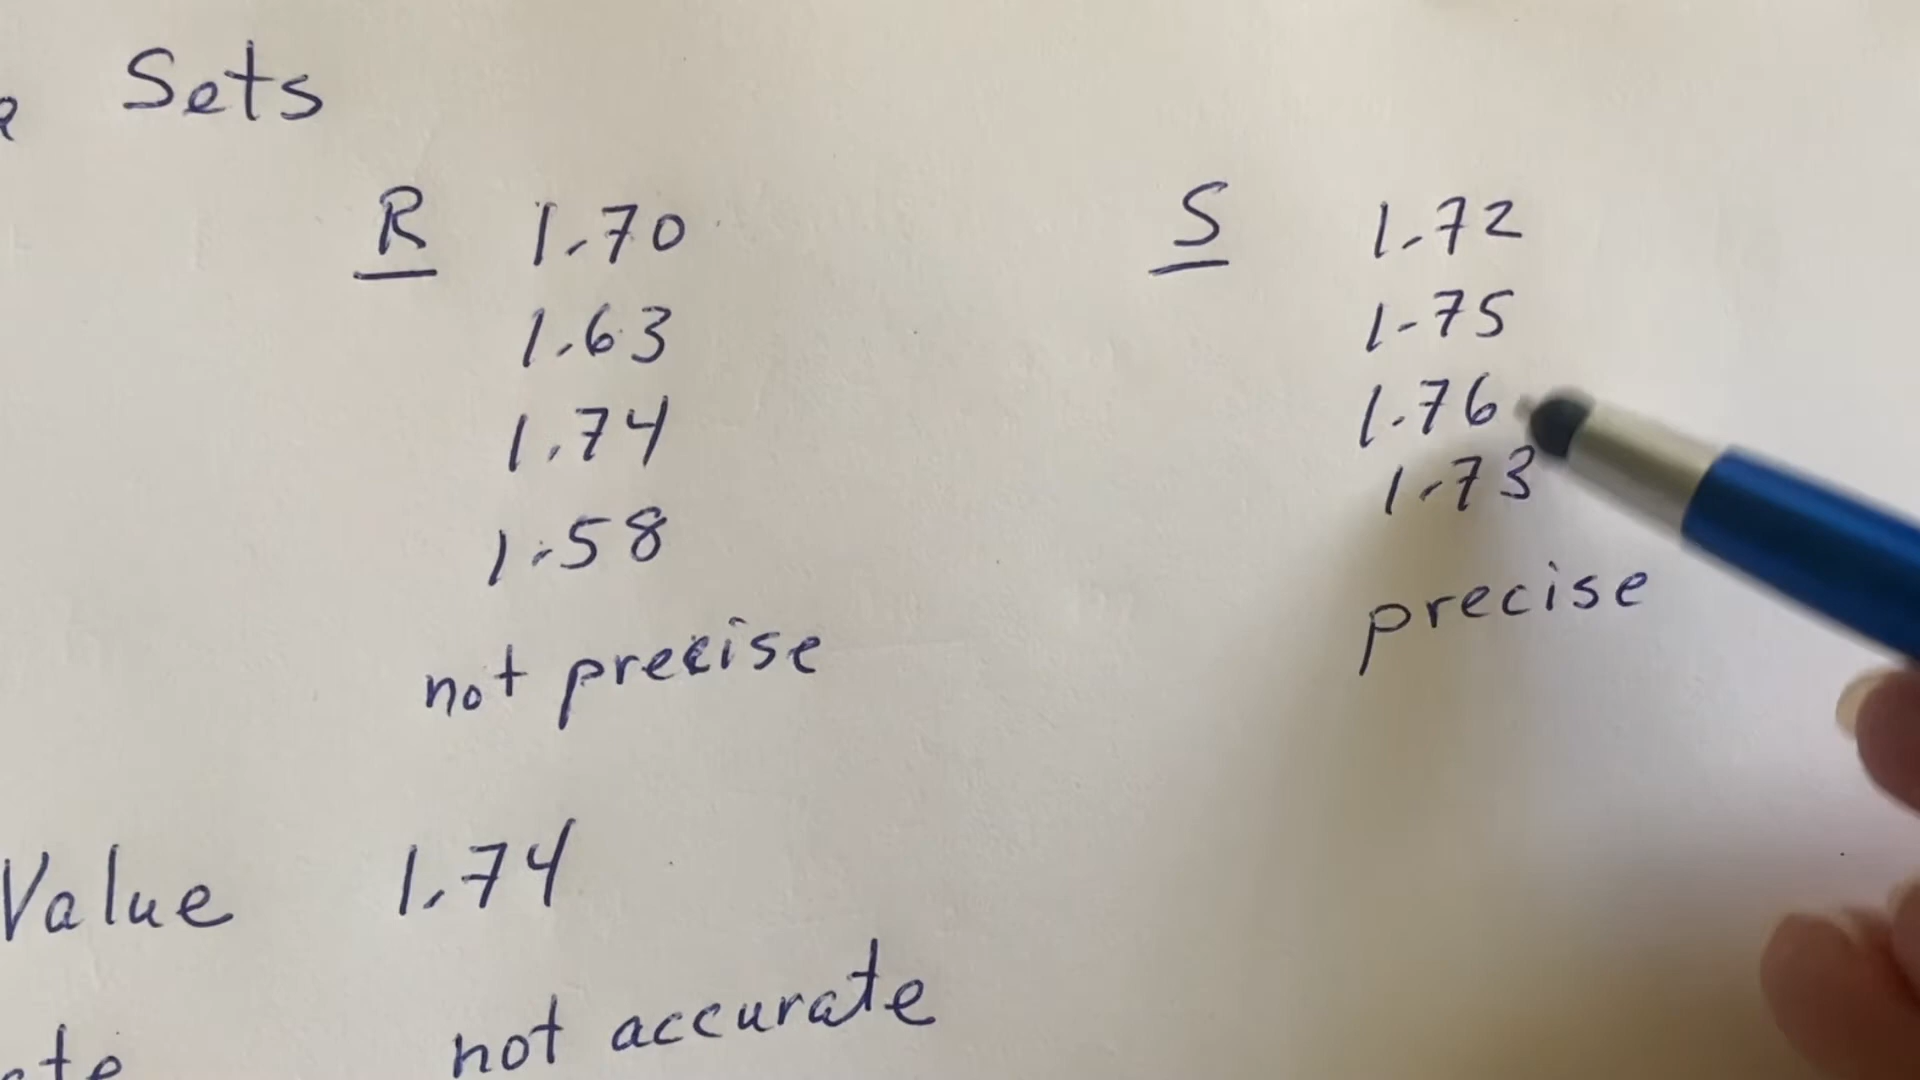 Sets
R 1.70
1.63
1.74
1.58
not precise
S 1.72
1.75
1.76
1.73
precise
Value 1.74
not accurate